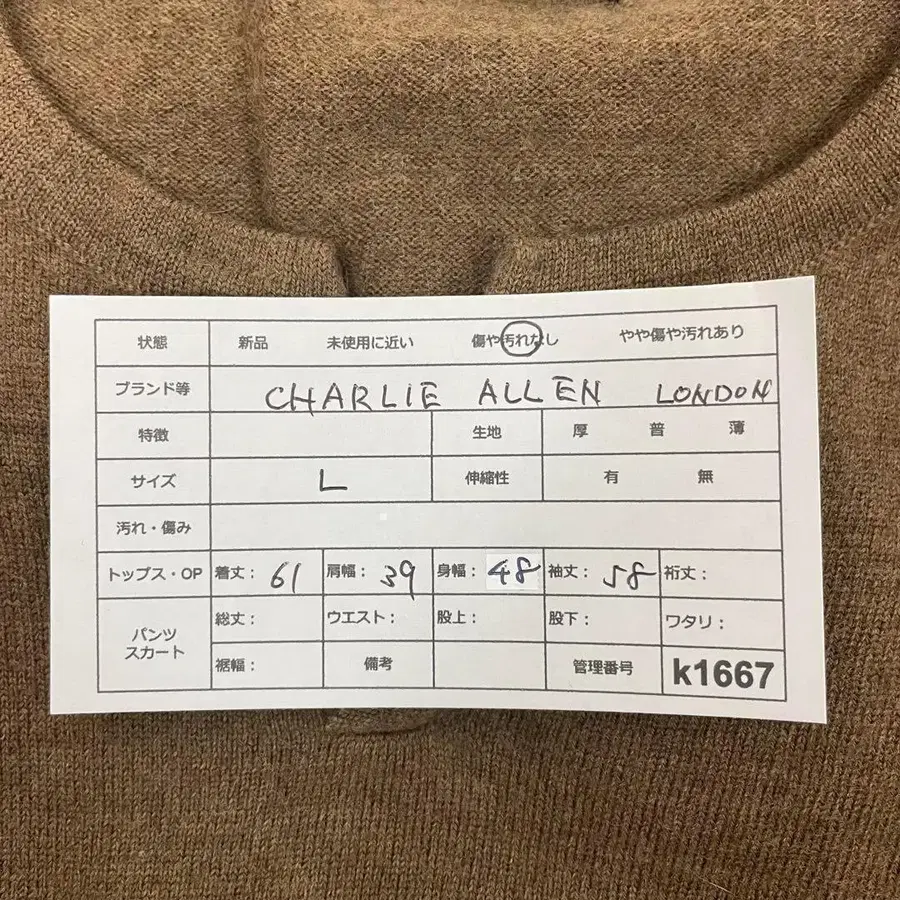 状態 新品 未使用に近い 傷や汚れなし やや傷や汚れあり
ブランド等 CHARLIE ALLEN LONDON
特徴 生地 厚 普 薄
サイズ L 伸縮性 有 無
汚れ・傷み
トップス・OP 着丈: 61 肩幅: 39 身幅: 48 袖丈: 58 裄丈:
パンツ スカート 総丈: ウエスト: 股上: 股下: ワタリ:
裾幅: 備考 管理番号 k1667